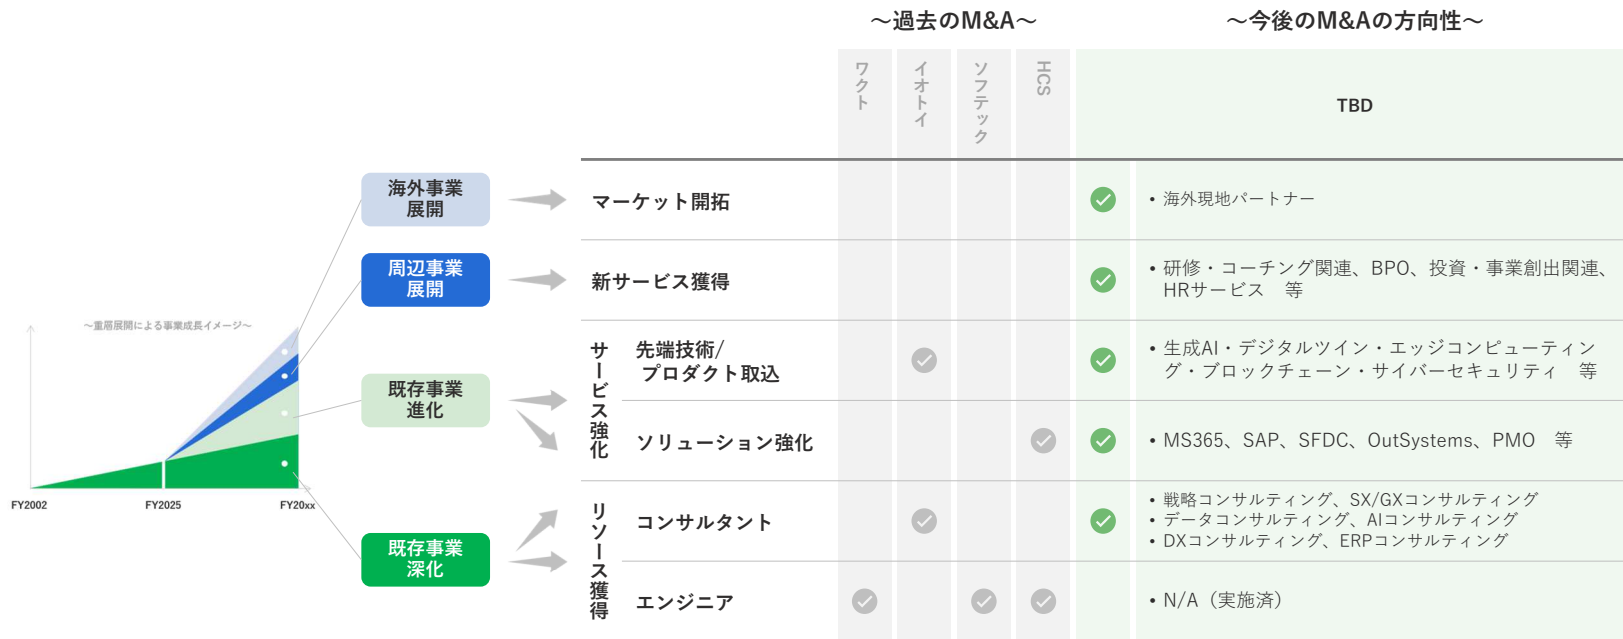 ～過去のM&A～
～今後のM&Aの方向性～
ワクト
イオトイ
ソフテック
HCS
TBD
海外事業
展開
マーケット開拓
• 海外現地パートナー
周辺事業
展開
新サービス獲得
• 研修・コーチング関連、BPO、投資・事業創出関連、
HRサービス　等
～重層展開による事業成長イメージ～
FY2002
FY2025
FY20xx
既存事業
進化
サービス強化
先端技術/
プロダクト取込
• 生成AI・デジタルツイン・エッジコンピューティン
グ・ブロックチェーン・サイバーセキュリティ　等
ソリューション強化
• MS365、SAP、SFDC、OutSystems、PMO　等
既存事業
深化
リソース獲得
コンサルタント
• 戦略コンサルティング、SX/GXコンサルティング
• データコンサルティング、AIコンサルティング
• DXコンサルティング、ERPコンサルティング
エンジニア
• N/A（実施済）